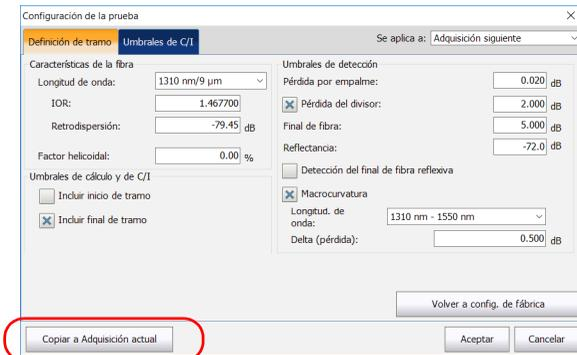 Configuración de la prueba
Definición de tramo
Umbrales de C/I
Se aplica a:
Adquisición siguiente
Características de la fibra
Longitud de onda:
1310 nm/9 µm
IOR:
1.467700
Retrodispersión:
-79.45 dB
Factor helicoidal:
0.00 %
Umbrales de cálculo y de C/I
Incluir inicio de tramo
Incluir final de tramo
Umbrales de detección
Pérdida por empalme:
0.020 dB
Pérdida del divisor:
2.000 dB
Final de fibra:
5.000 dB
Reflectancia:
-72.0 dB
Detección del final de fibra reflexiva
Macrocurvatura
Longitud. de
onda:
1310 nm - 1550 nm
Delta (pérdida):
0.500 dB
Volver a config. de fábrica
Copiar a Adquisición actual
Aceptar
Cancelar